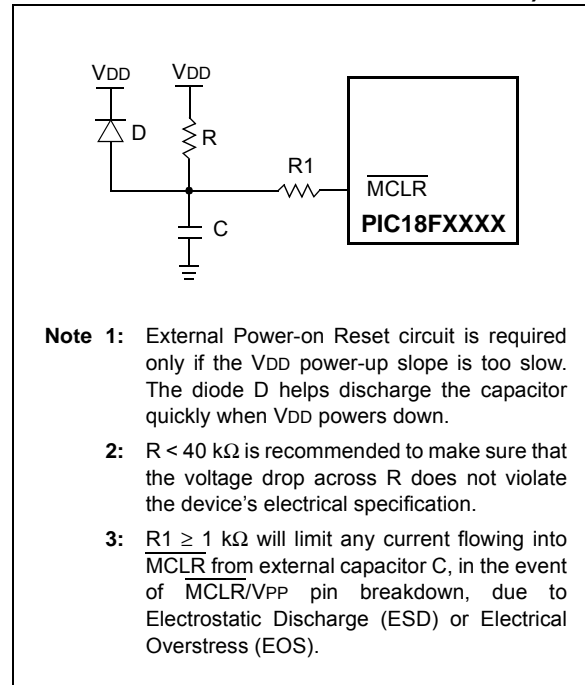 VDD VDD
D
R
R1
MCLR
C
PIC18FXXXX
Note 1: External Power-on Reset circuit is required
only if the VDD power-up slope is too slow.
The diode D helps discharge the capacitor
quickly when VDD powers down.
2: R < 40 kΩ is recommended to make sure that
the voltage drop across R does not violate
the device's electrical specification.
3: R1 ≥ 1 kΩ will limit any current flowing into
MCLR from external capacitor C, in the event
of MCLR/VPP pin breakdown, due to
Electrostatic Discharge (ESD) or Electrical
Overstress (EOS).